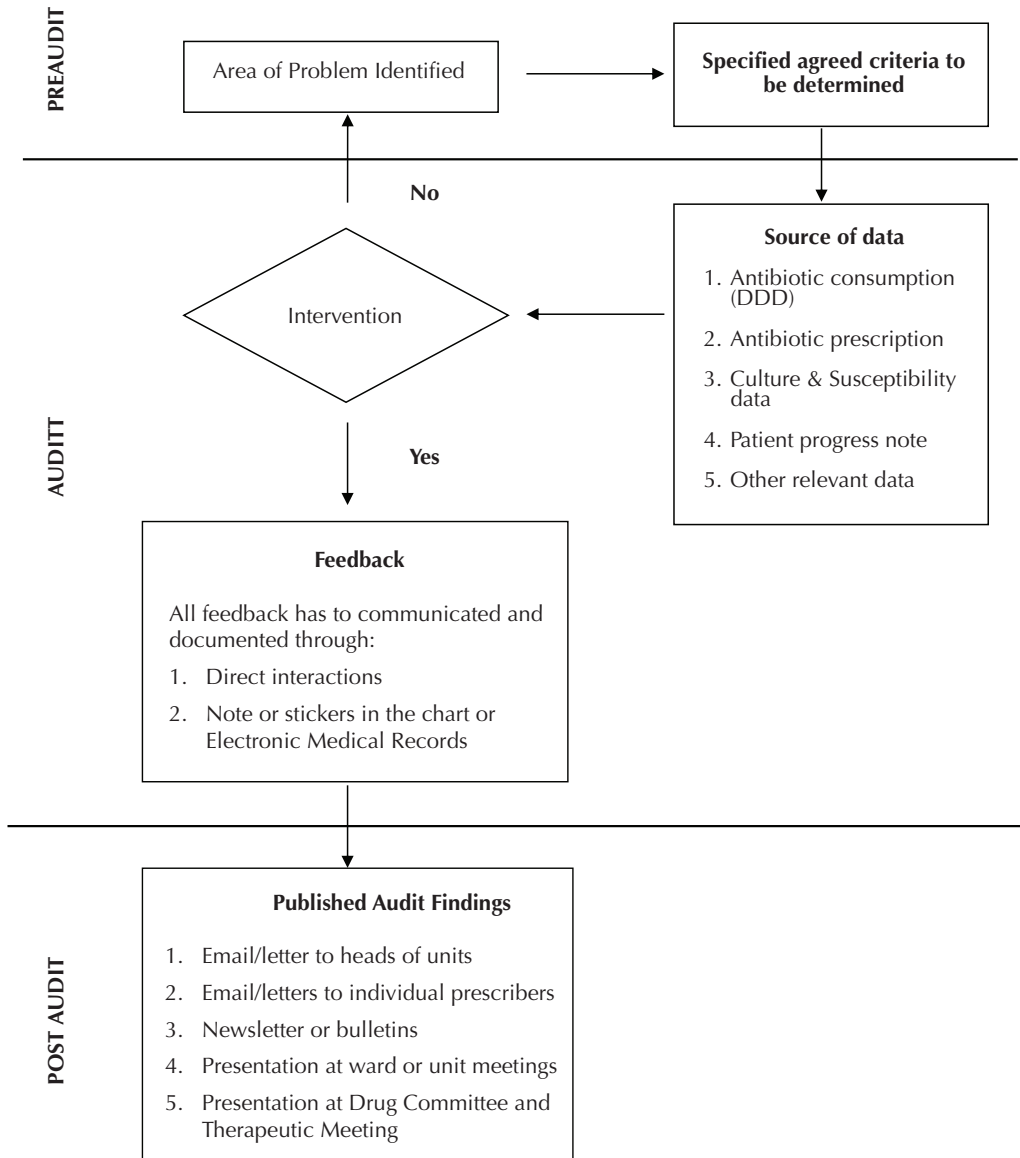 PREAUDIT
Area of Problem Identified
Specified agreed criteria to
be determined
AUDITT
No
Intervention
Yes
Source of data
1. Antibiotic consumption
(DDD)
2. Antibiotic prescription
3. Culture & Susceptibility
data
4. Patient progress note
5. Other relevant data
Feedback
All feedback has to communicated and
documented through:
1. Direct interactions
2. Note or stickers in the chart or
Electronic Medical Records
POST AUDIT
Published Audit Findings
1. Email/letter to heads of units
2. Email/letters to individual prescribers
3. Newsletter or bulletins
4. Presentation at ward or unit meetings
5. Presentation at Drug Committee and
Therapeutic Meeting